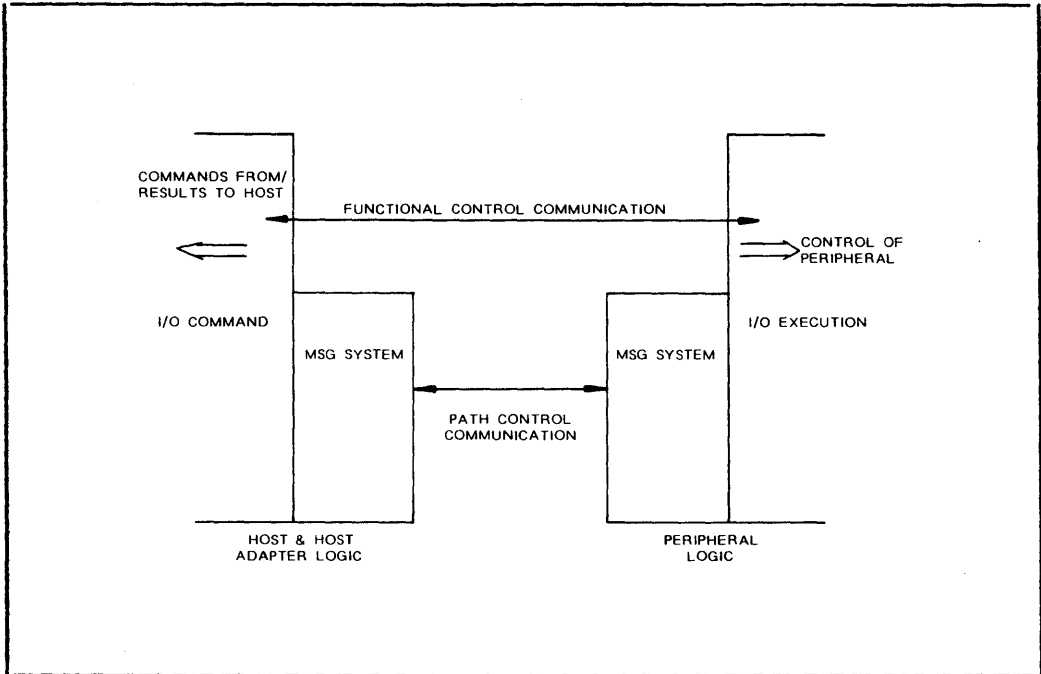 COMMANDS FROM/
RESULTS TO HOST
FUNCTIONAL CONTROL COMMUNICATION
CONTROL OF
PERIPHERAL
I/O COMMAND
I/O EXECUTION
MSG SYSTEM
MSG SYSTEM
PATH CONTROL
COMMUNICATION
HOST & HOST
ADAPTER LOGIC
PERIPHERAL
LOGIC